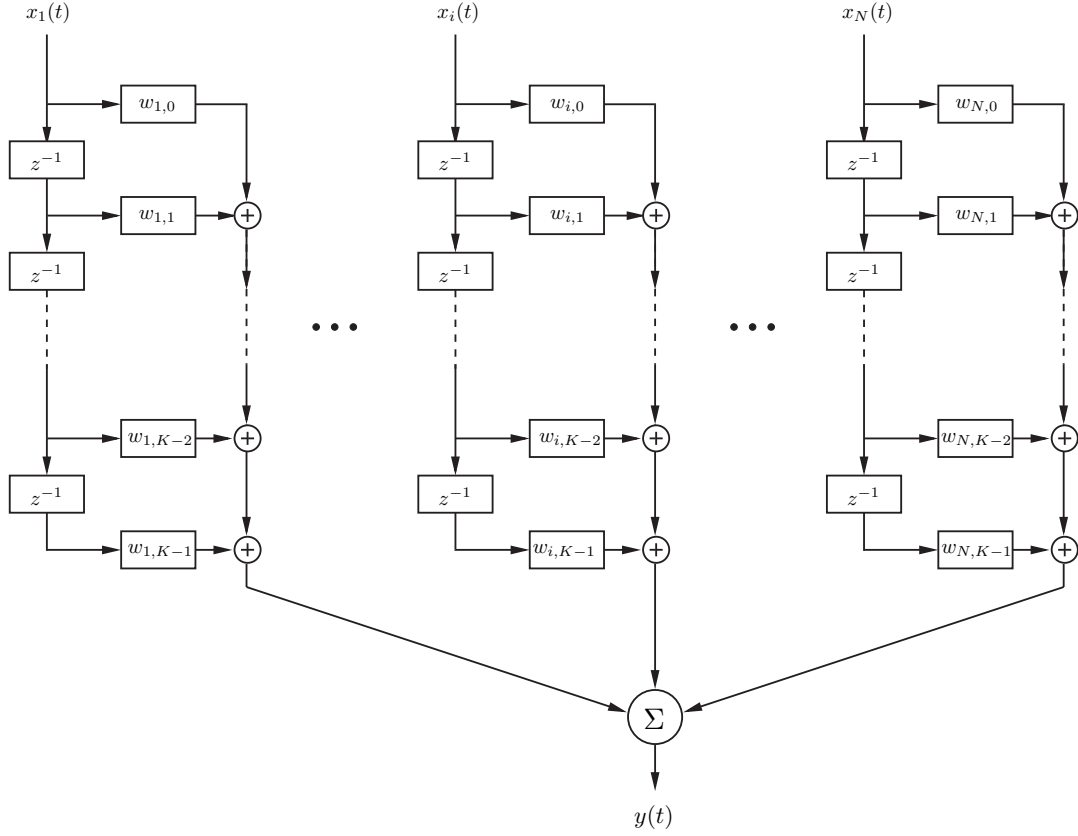 x_1(t) x_i(t) x_N(t)
w_{1,0} w_{i,0} w_{N,0}
z^{-1} z^{-1} z^{-1}
w_{1,1} + w_{i,1} + w_{N,1} +
z^{-1} z^{-1} z^{-1}
••• •••
w_{1,K-2} + w_{i,K-2} + w_{N,K-2} +
z^{-1} z^{-1} z^{-1}
w_{1,K-1} + w_{i,K-1} + w_{N,K-1} +
Σ
y(t)